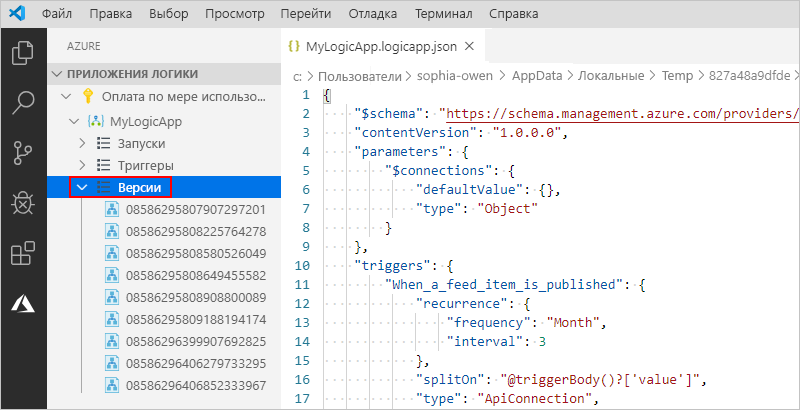 Файл Правка Выбор Просмотр Перейти Отладка Терминал Справка
AZURE
ПРИЛОЖЕНИЯ ЛОГИКИ
Оплата по мере использо...
MyLogicApp
Запуски
Триггеры
Версии
08586295807907297201
08586295808225764278
08586295808580526049
08586295808649455582
08586295808908800089
08586295809188194174
08586296399907692825
08586296406279733295
08586296406852333967
{} MyLogicApp.logicapp.json ×
c: > Пользователи > sophia-owen > AppData > Локальные > Temp > 827a48a9dfde >
1 {
2 "$schema": "https://schema.management.azure.com/providers/
3 "contentVersion": "1.0.0.0",
4 "parameters": {
5 "$connections": {
6 "defaultValue": {},
7 "type": "Object"
8 }
9 },
10 "triggers": {
11 "When_a_feed_item_is_published": {
12 "recurrence": {
13 "frequency": "Month",
14 "interval": 3
15 },
16 "splitOn": "@triggerBody()?['value']",
17 "type": "ApiConnection",